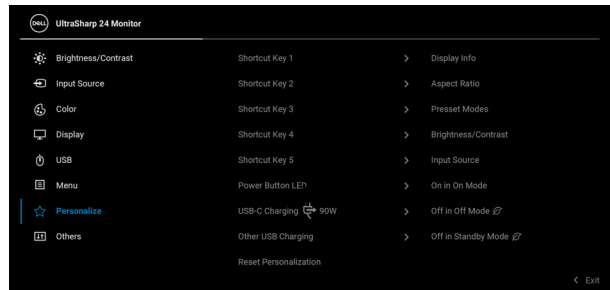 DELL UltraSharp 24 Monitor
Brightness/Contrast Shortcut Key 1 > Display Info
Input Source Shortcut Key 2 > Aspect Ratio
Color Shortcut Key 3 > Presset Modes
Display Shortcut Key 4 > Brightness/Contrast
USB Shortcut Key 5 > Input Source
Menu Power Button LED > On in On Mode
Personalize USB-C Charging 90W > Off in Off Mode
Others Other USB Charging > Off in Standby Mode
Reset Personalization
< Exit